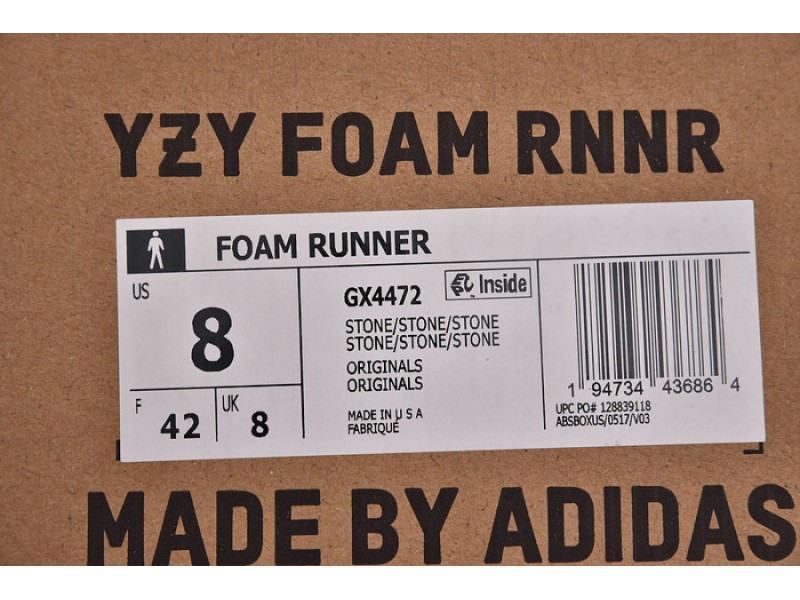 YZY FOAM RNNR
FOAM RUNNER
US
8
F
42
UK
8
GX4472
Inside
STONE/STONE/STONE
STONE/STONE/STONE
ORIGINALS
ORIGINALS
MADE IN U S A
FABRIQUÉ
1 94734 43686 4
UPC PO# 128839118
ABSBOXUS/0517/V03
MADE BY ADIDAS